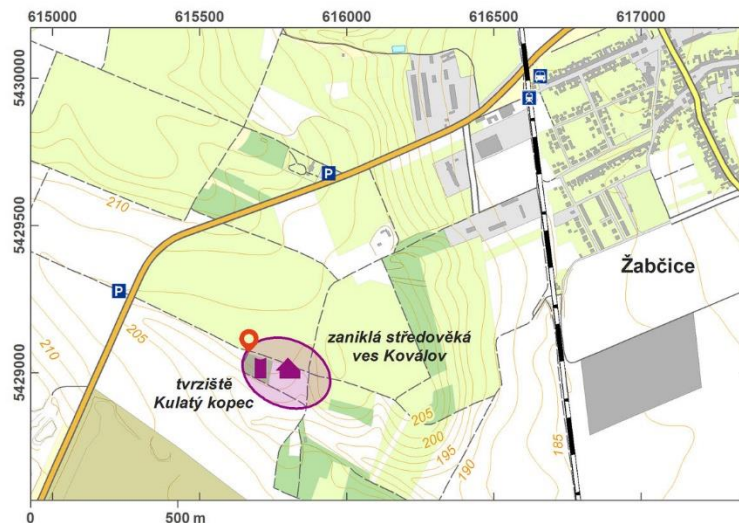 615000 615500 616000 616500 617000
5430000
5429500
5429000
P
P
210
205
210
Žabčice
zaniklá středověká
ves Koválov
tvrziště
Kulatý kopec
205
200
195
190
185
0 500 m